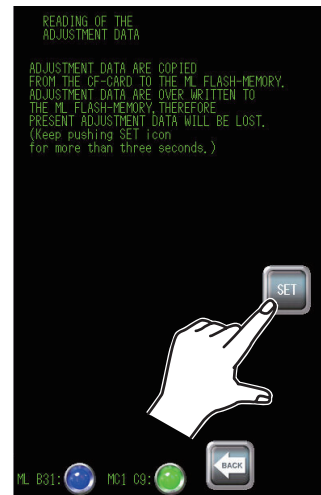 READING OF THE
ADJUSTMENT DATA
ADJUSTMENT DATA ARE COPIED
FROM THE CF-CARD TO THE ML FLASH-MEMORY.
ADJUSTMENT DATA ARE OVER WRITTEN TO
THE ML FLASH-MEMORY,THEREFORE
PRESENT ADJUSTMENT DATA WILL BE LOST.
(Keep pushing SET icon
for more than three seconds.)
SET
BACK
ML B31: MC1 C9: